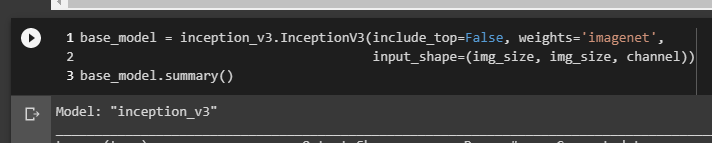 1 base_model = inception_v3.InceptionV3(include_top=False, weights='imagenet',
2 input_shape=(img_size, img_size, channel))
3 base_model.summary()
Model: "inception_v3"